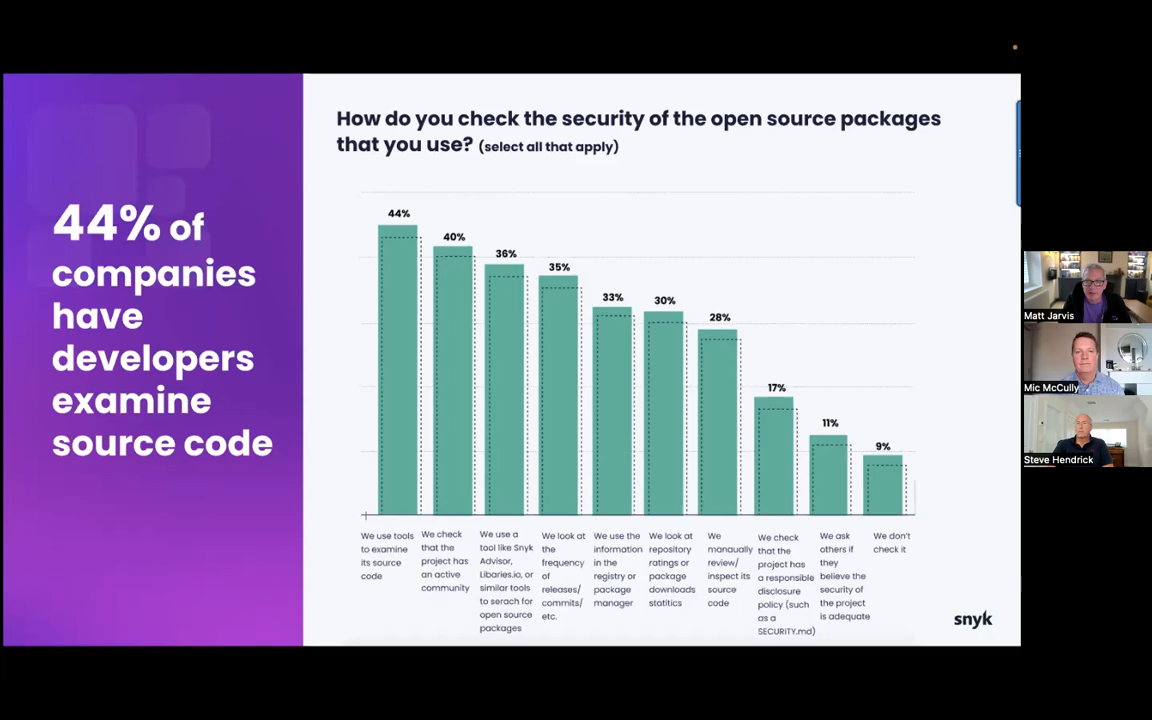 44% of
companies
have
developers
examine
source code
How do you check the security of the open source packages
that you use? (select all that apply)
44%
40%
36%
35%
33%
30%
28%
17%
11%
9%
We use tools
to examine
its source
code
We check
that the project
has an active
community
We use a
tool like Snyk
Advisor,
Libaries.io, or
similar tools
to serach for
open source
packages
We look at
the
frequency
of
releases/
commits/
etc.
We use the
information
in the
registry or
package
manager
We look at
repository
ratings or
package
downloads
statitics
We
manaually
review/
inspect its
source
code
We check
that the
project has
a responsible
disclosure
policy (such
as a
SECURITY.md)
We ask
others if
they
believe the
security of
the project
is adequate
We don't
check it
snyk
Matt Jarvis
Mic McCully
Steve Hendrick